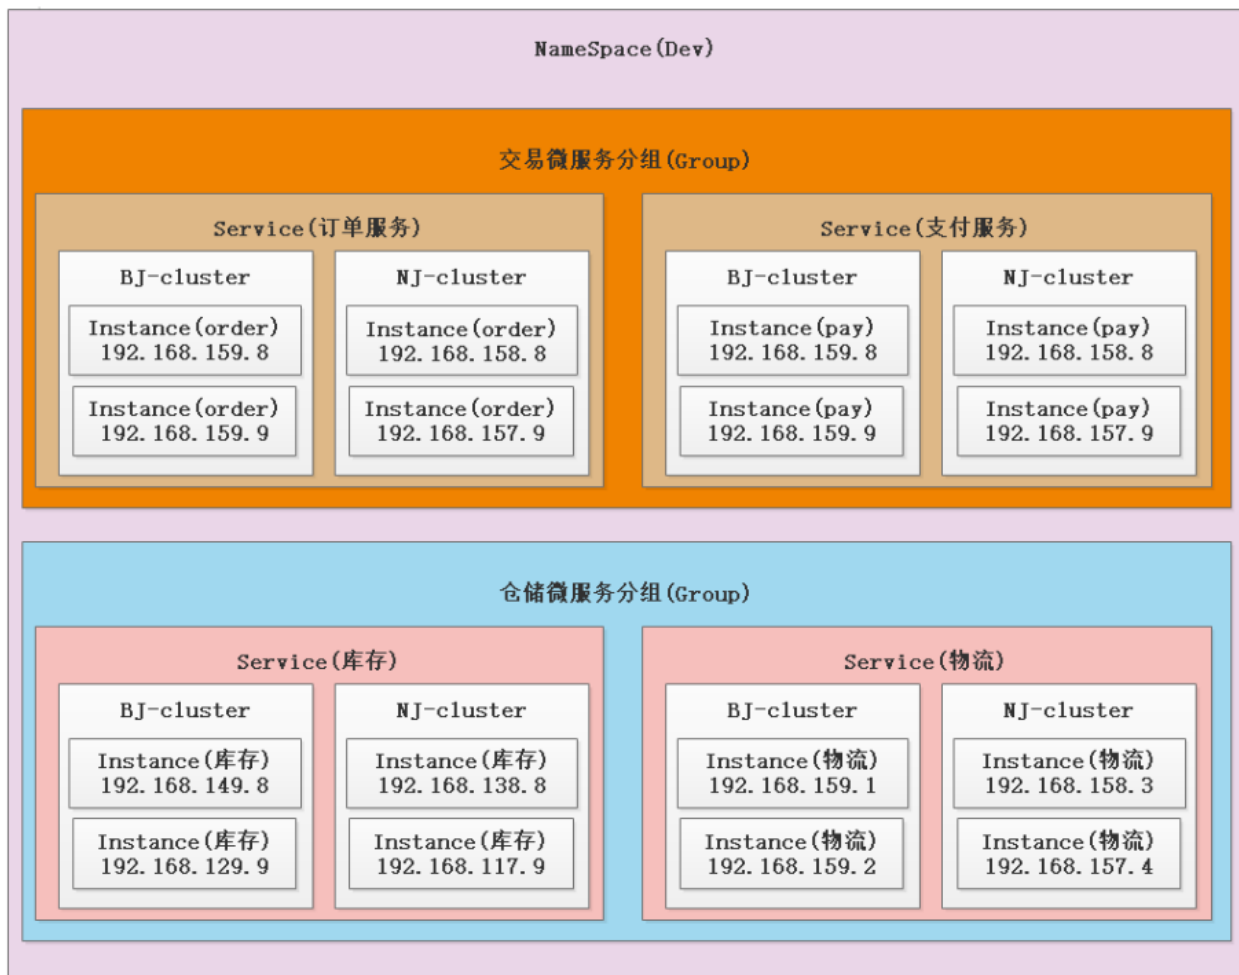 NameSpace(Dev)
交易微服务分组(Group)
Service(订单服务)
BJ-cluster
Instance(order)
192.168.159.8
Instance(order)
192.168.159.9
NJ-cluster
Instance(order)
192.168.158.8
Instance(order)
192.168.157.9
Service(支付服务)
BJ-cluster
Instance(pay)
192.168.159.8
Instance(pay)
192.168.159.9
NJ-cluster
Instance(pay)
192.168.158.8
Instance(pay)
192.168.157.9
仓储微服务分组(Group)
Service(库存)
BJ-cluster
Instance(库存)
192.168.149.8
Instance(库存)
192.168.129.9
NJ-cluster
Instance(库存)
192.168.138.8
Instance(库存)
192.168.117.9
Service(物流)
BJ-cluster
Instance(物流)
192.168.159.1
Instance(物流)
192.168.159.2
NJ-cluster
Instance(物流)
192.168.158.3
Instance(物流)
192.168.157.4